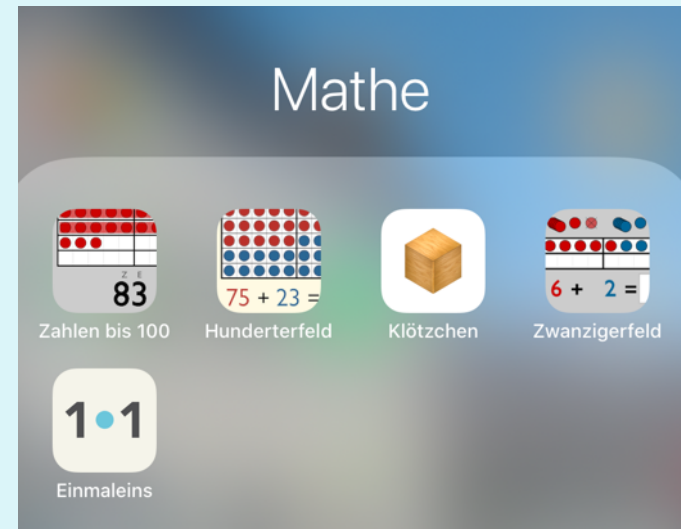 Mathe
Z E
83
Zahlen bis 100
75 + 23 =
Hunderterfeld
Klötzchen
6 + 2 =
Zwanzigerfeld
1•1
Einmaleins